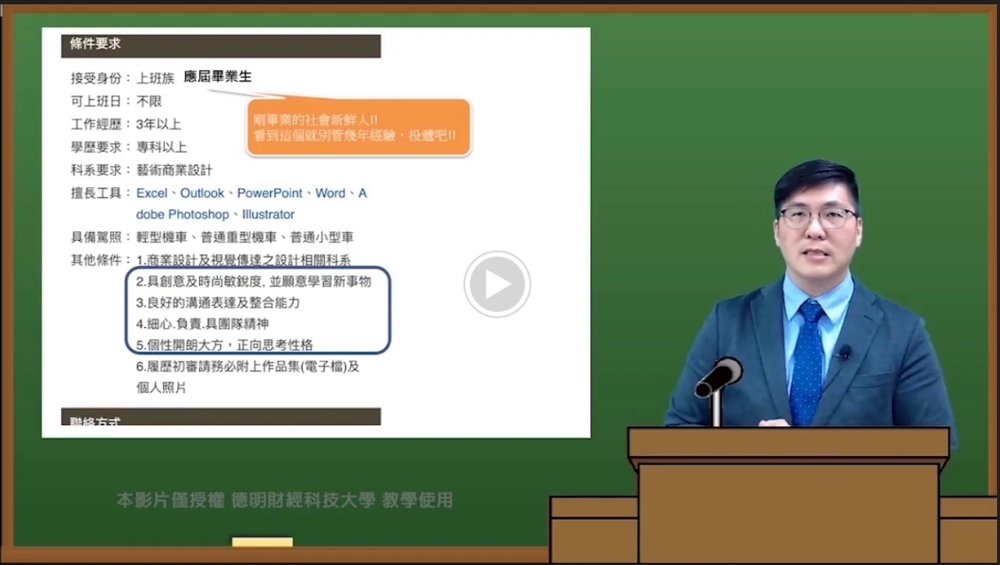 條件要求
接受身份：上班族 應屆畢業生
可上班日：不限
剛畢業的社會新鮮人!!
看到這個就別管幾年經驗，投遞吧!!
工作經歷：3年以上
學歷要求：專科以上
科系要求：藝術商業設計
擅長工具：Excel、Outlook、PowerPoint、Word、A
dobe Photoshop、Illustrator
具備駕照：輕型機車、普通重型機車、普通小型車
其他條件：1.商業設計及視覺傳達之設計相關科系
2.具創意及時尚敏銳度, 並願意學習新事物
3.良好的溝通表達及整合能力
4.細心.負責.具團隊精神
5.個性開朗大方，正向思考性格
6.履歷初審請務必附上作品集(電子檔)及
個人照片
聯絡方式
本影片僅授權 德明財經科技大學 教學使用